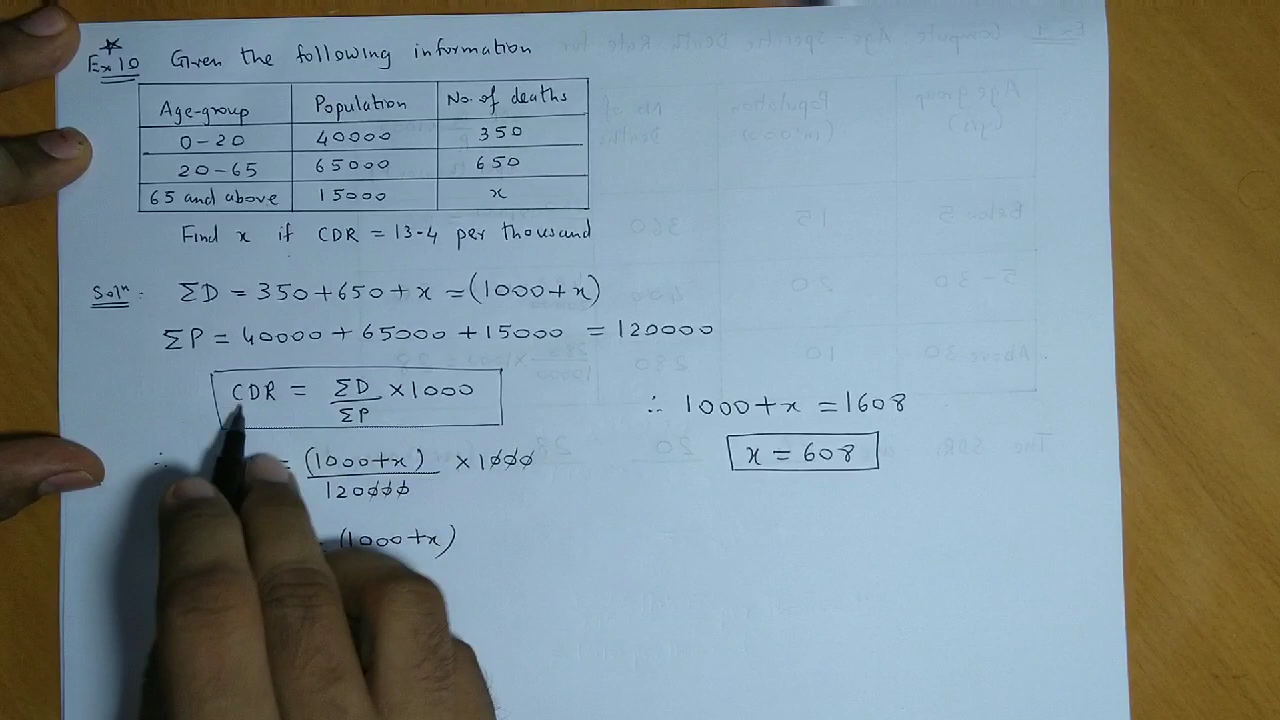 Ex 10 Given the following information
Age-group Population No. of deaths
0-20 40000 350
20-65 65000 650
65 and above 15000 x
Find x if CDR = 13-4 per thousand
Solⁿ: ΣD = 350+650+x = (1000+x)
ΣP = 40000+65000+15000 = 120000
CDR = ΣD/ΣP ×1000
∴ = (1000+x)/120000 ×1000
(1000+x)
∴ 1000+x = 1608
x = 608